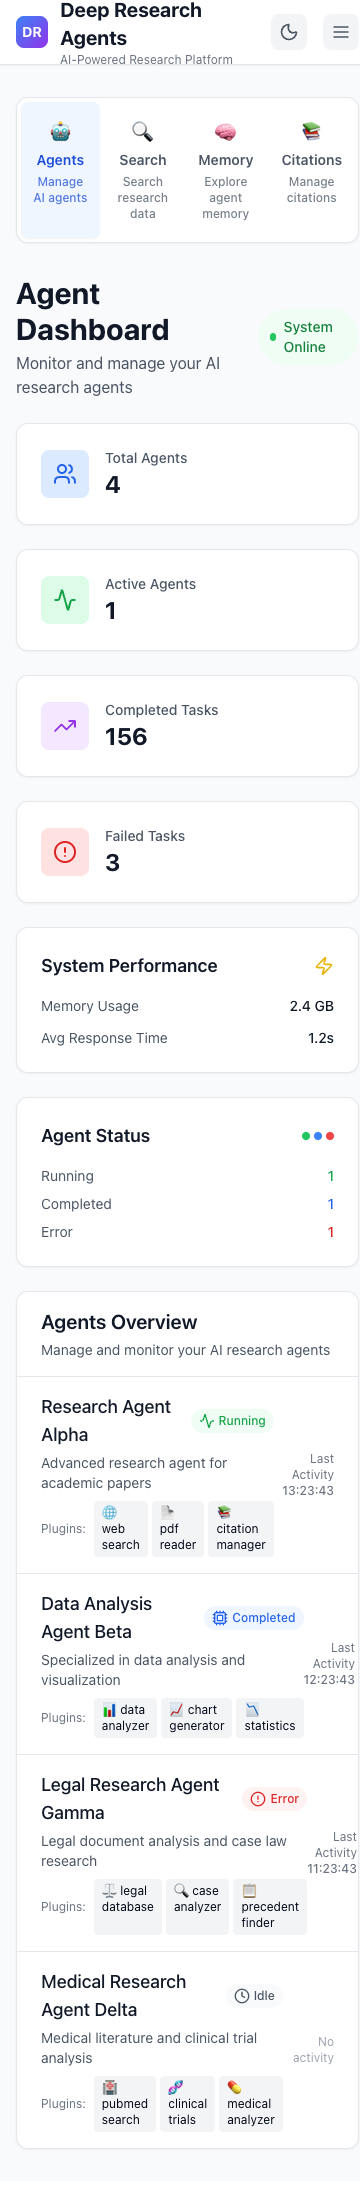 DR
Deep Research
Agents
AI-Powered Research Platform
Agents
Manage
AI agents
Search
Search
research
data
Memory
Explore
agent
memory
Citations
Manage
citations
Agent
Dashboard
Monitor and manage your AI
research agents
System
Online
Total Agents
4
Active Agents
1
Completed Tasks
156
Failed Tasks
3
System Performance
Memory Usage 2.4 GB
Avg Response Time 1.2s
Agent Status
Running 1
Completed 1
Error 1
Agents Overview
Manage and monitor your AI research agents
Research Agent
Alpha
Running
Advanced research agent for
academic papers
Plugins:
web
search
pdf
reader
citation
manager
Last
Activity
13:23:43
Data Analysis
Agent Beta
Completed
Specialized in data analysis and
visualization
Plugins:
data
analyzer
chart
generator
statistics
Last
Activity
12:23:43
Legal Research Agent
Gamma
Error
Legal document analysis and case law
research
Plugins:
legal
database
case
analyzer
precedent
finder
Last
Activity
11:23:43
Medical Research
Agent Delta
Idle
Medical literature and clinical trial
analysis
Plugins:
pubmed
search
clinical
trials
medical
analyzer
No
activity